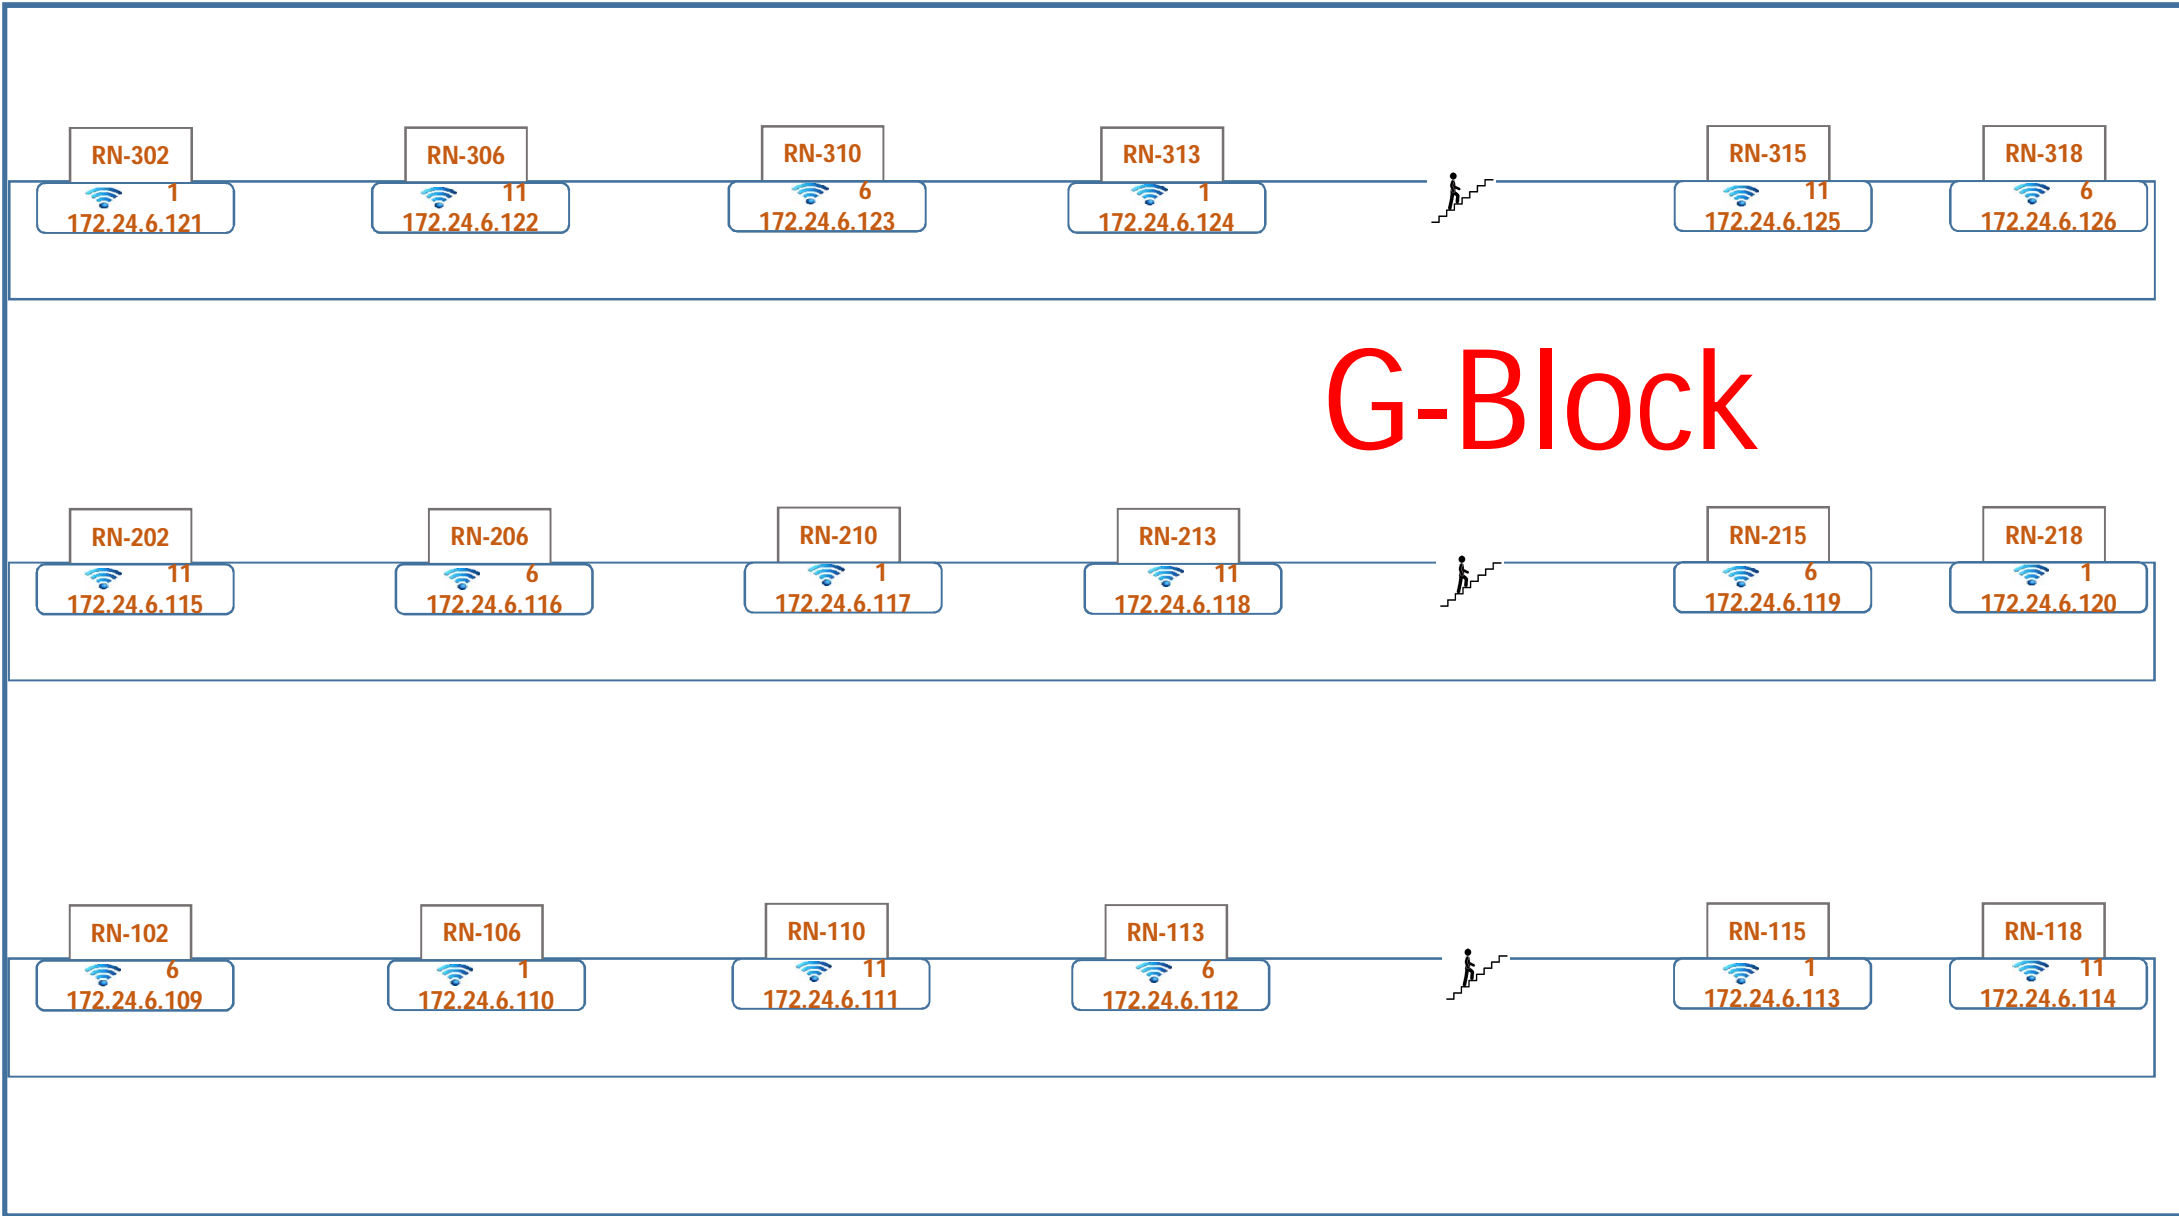 RN-302 RN-306 RN-310 RN-313 RN-315 RN-318
1 11 6 1 11 6
172.24.6.121 172.24.6.122 172.24.6.123 172.24.6.124 172.24.6.125 172.24.6.126
G-Block
RN-202 RN-206 RN-210 RN-213 RN-215 RN-218
11 6 1 11 6 1
172.24.6.115 172.24.6.116 172.24.6.117 172.24.6.118 172.24.6.119 172.24.6.120
RN-102 RN-106 RN-110 RN-113 RN-115 RN-118
6 1 11 6 1 11
172.24.6.109 172.24.6.110 172.24.6.111 172.24.6.112 172.24.6.113 172.24.6.114